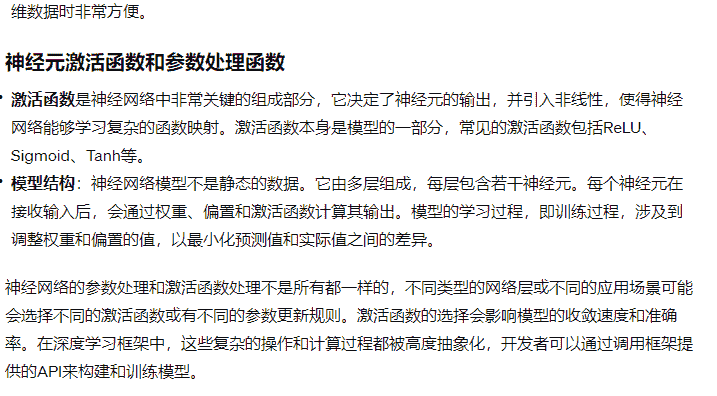 维数据时非常方便。
神经元激活函数和参数处理函数
• 激活函数是神经网络中非常关键的组成部分，它决定了神经元的输出，并引入非线性，使得神经
网络能够学习复杂的函数映射。激活函数本身是模型的一部分，常见的激活函数包括ReLU、
Sigmoid、Tanh等。
• 模型结构：神经网络模型不是静态的数据。它由多层组成，每层包含若干神经元。每个神经元在
接收输入后，会通过权重、偏置和激活函数计算其输出。模型的学习过程，即训练过程，涉及到
调整权重和偏置的值，以最小化预测值和实际值之间的差异。
神经网络的参数处理和激活函数处理不是所有都一样的，不同类型的网络层或不同的应用场景可能
会选择不同的激活函数或有不同的参数更新规则。激活函数的选择会影响模型的收敛速度和准确
率。在深度学习框架中，这些复杂的操作和计算过程都被高度抽象化，开发者可以通过调用框架提
供的API来构建和训练模型。